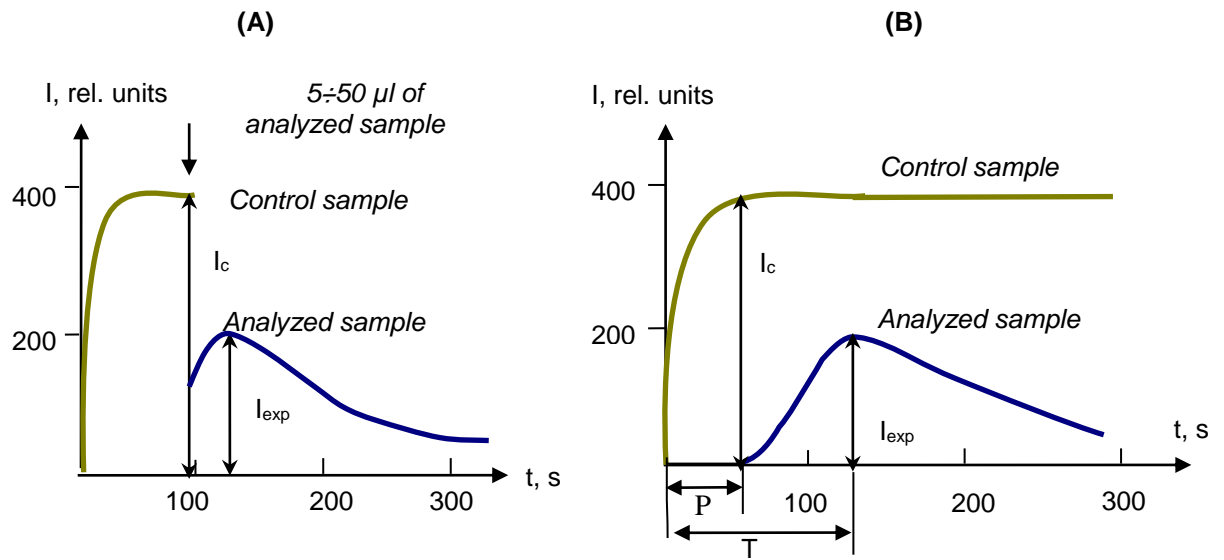 (A)
I, rel. units
5÷50 µl of
analyzed sample
400
Control sample
Ic
200
Analyzed sample
Iexp
100
200
300
t, s
(B)
I, rel. units
400
Control sample
Ic
200
Analyzed sample
Iexp
t, s
P
100
200
300
T